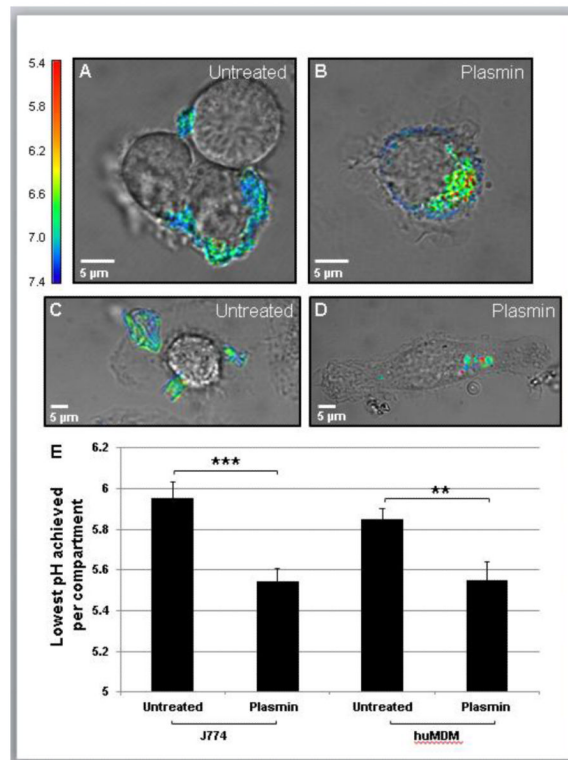 5.4
5.8
6.2
6.6
7.0
7.4
A Untreated
5 µm
B Plasmin
5 µm
C Untreated
5 µm
D Plasmin
5 µm
E
Lowest pH achieved
per compartment
6.2
6
5.8
5.6
5.4
5.2
5
***
**
Untreated Plasmin Untreated Plasmin
J774 huMDM